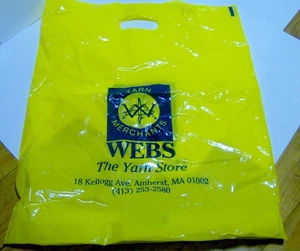 YARN
MERCHANTS
WEBS
The Yarn Store
18 Kellogg Ave. Amherst, MA 01002
(413) 253-2580